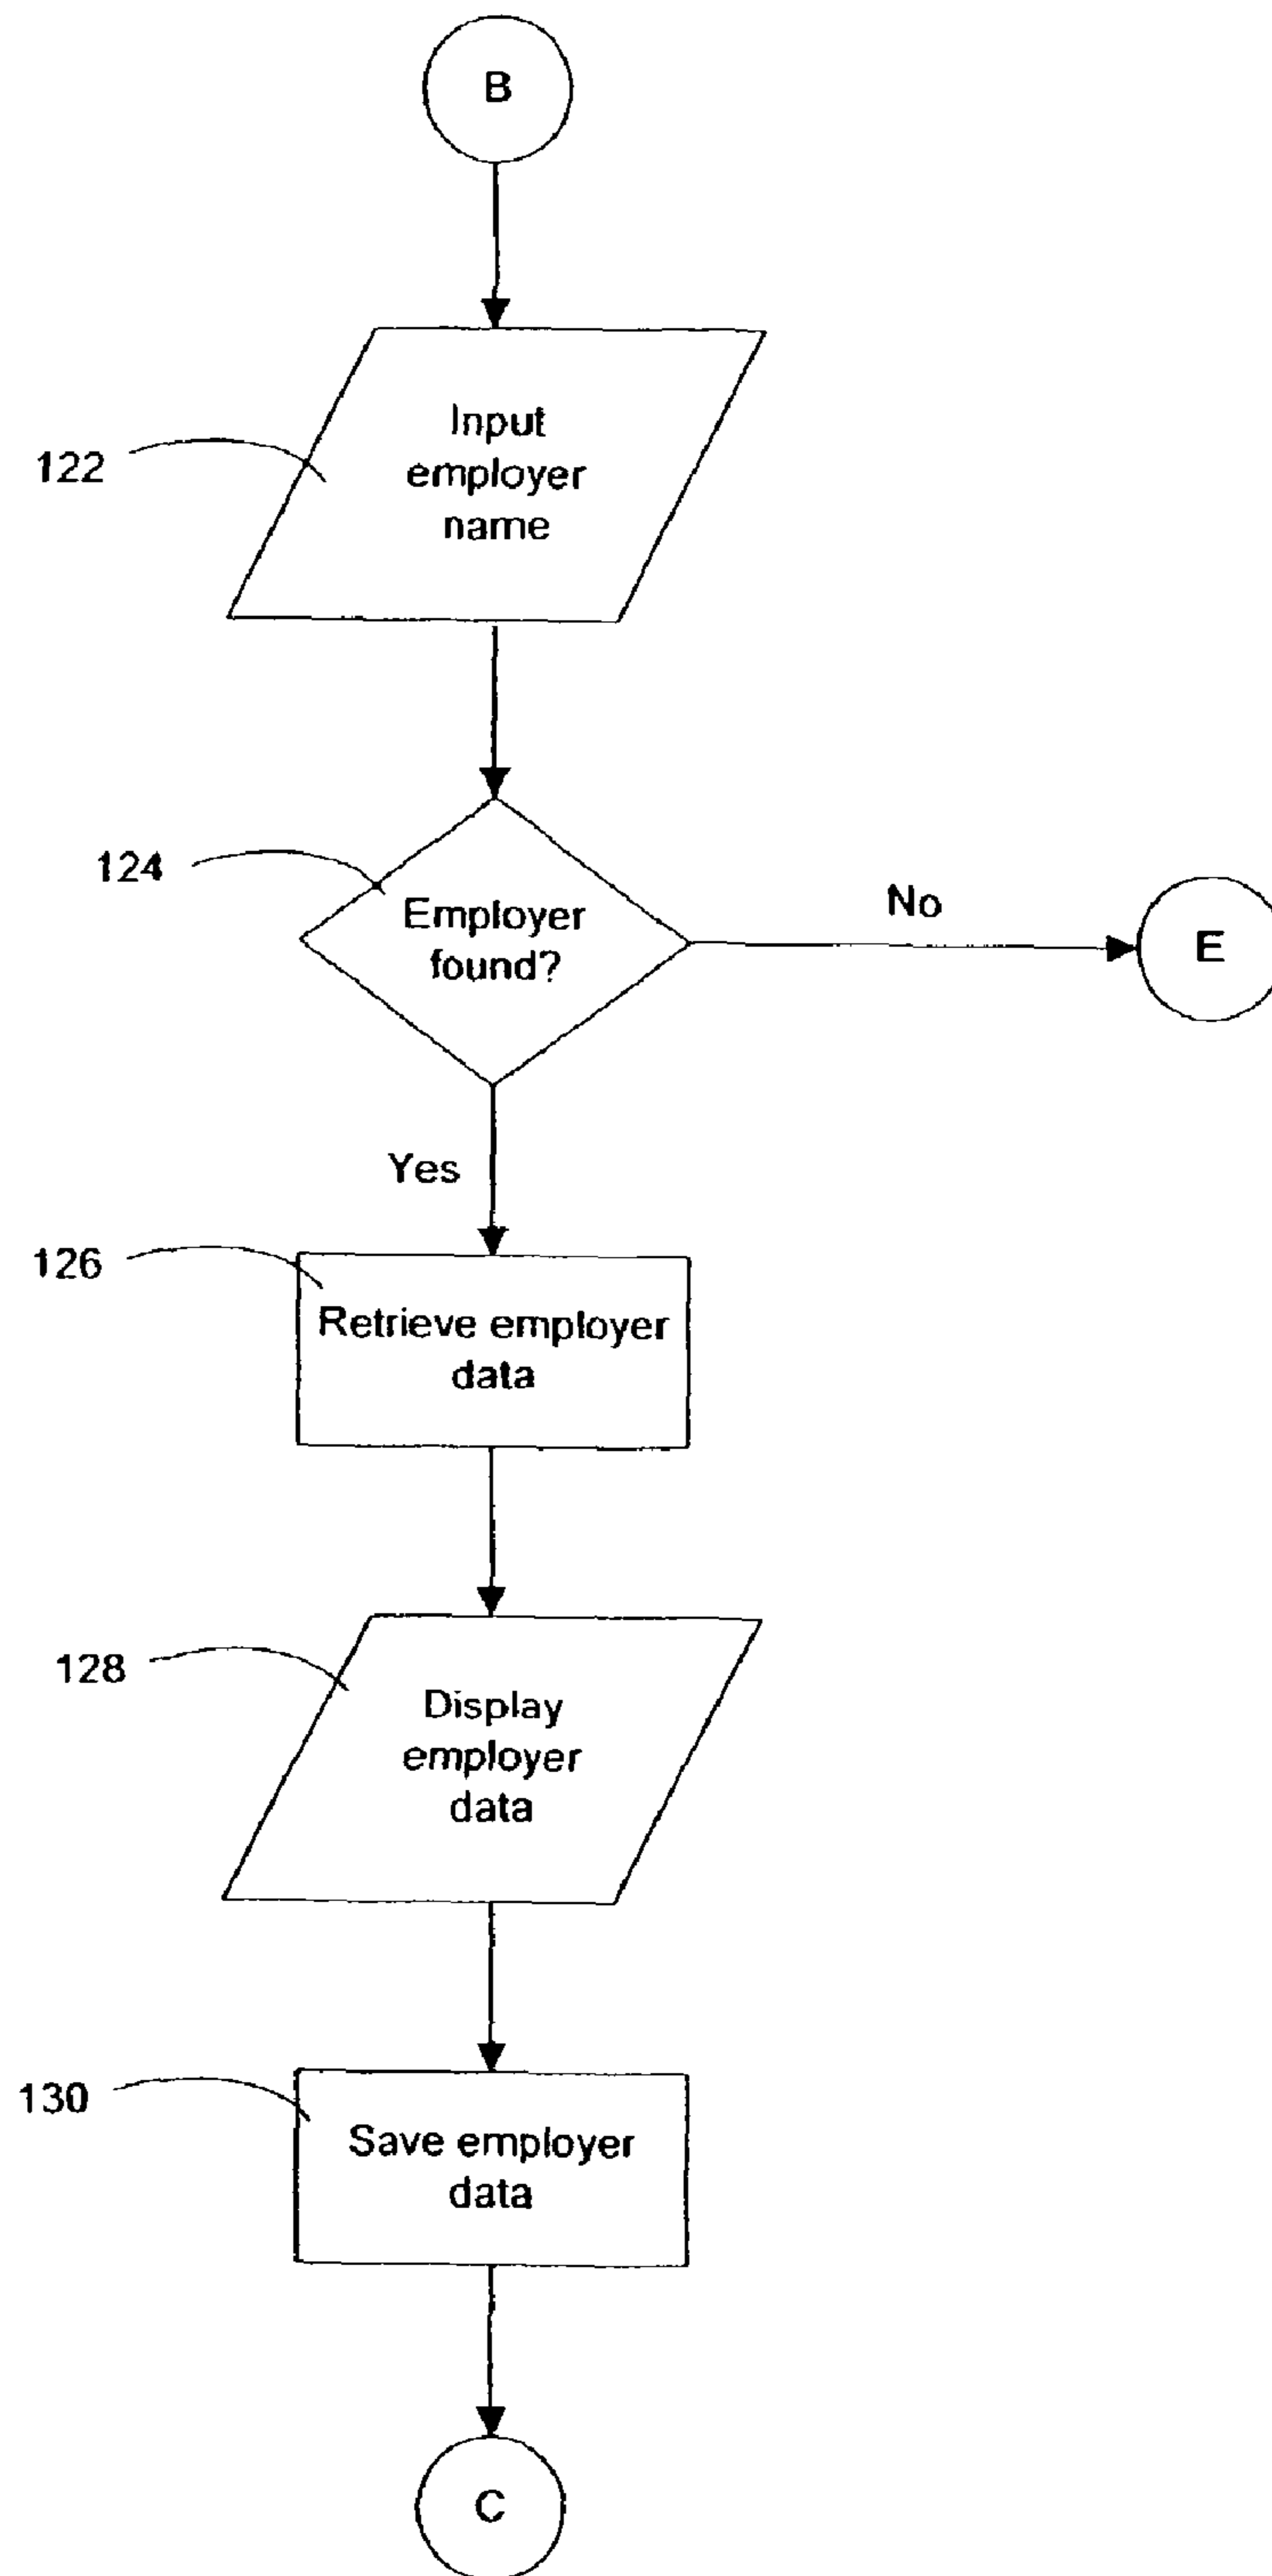 B
122
Input
employer
name
124
Employer
found?
No
E
Yes
126
Retrieve employer
data
128
Display
employer
data
130
Save employer
data
C